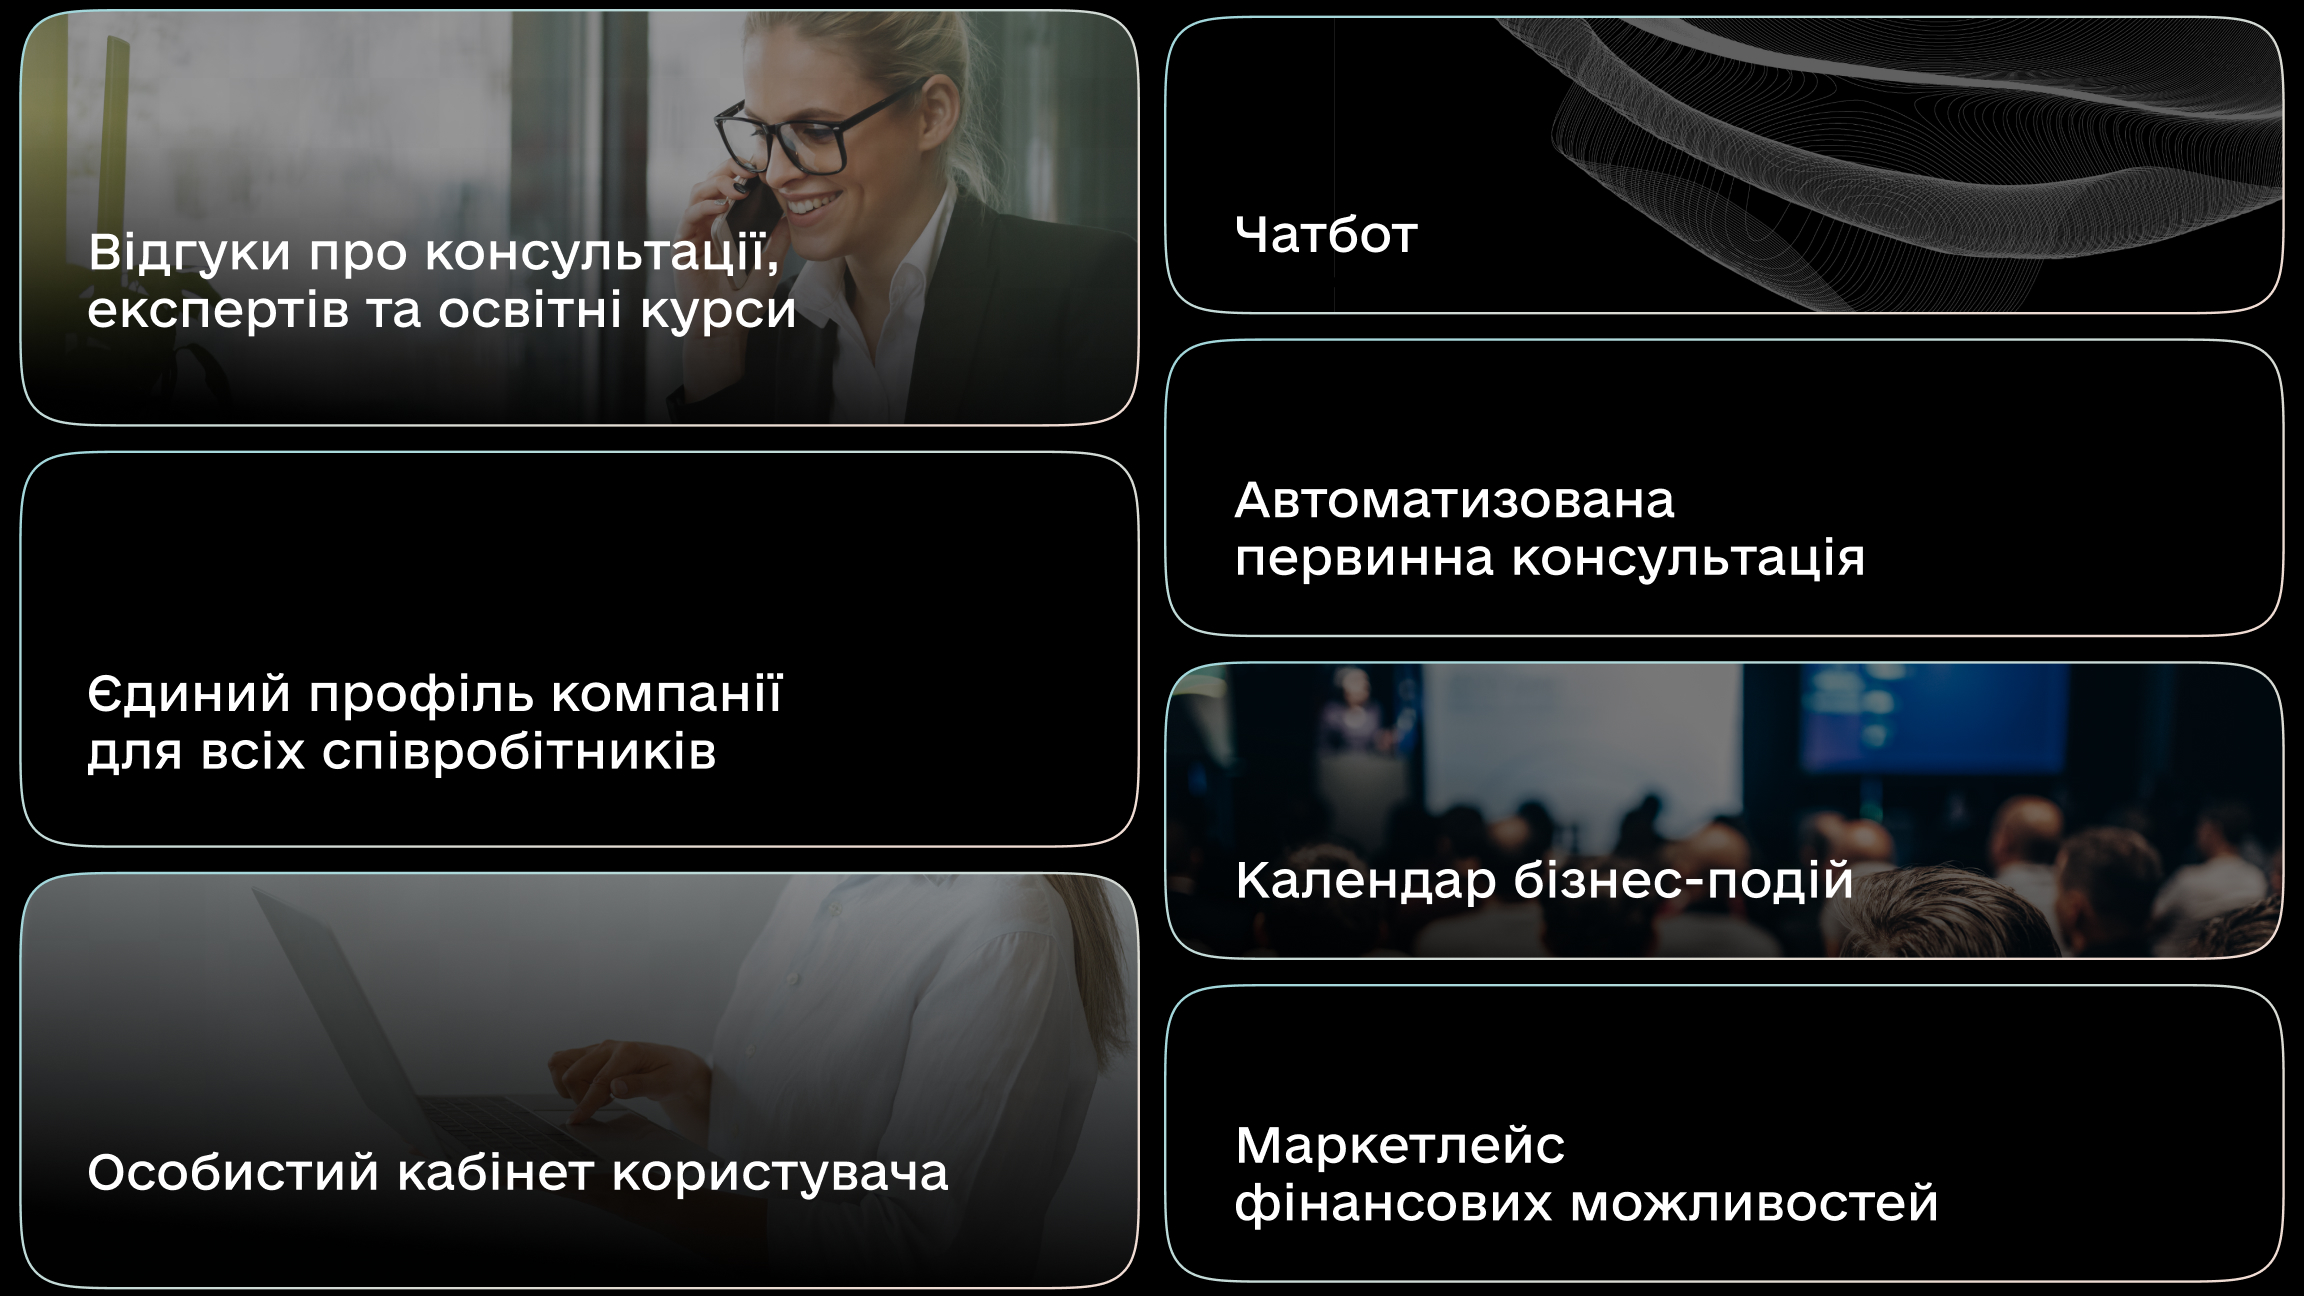 Відгуки про консультації,
експертів та освітні курси
Єдиний профіль компанії
для всіх співробітників
Особистий кабінет користувача
Чатбот
Автоматизована
первинна консультація
Календар бізнес-подій
Маркетлейс
фінансових можливостей